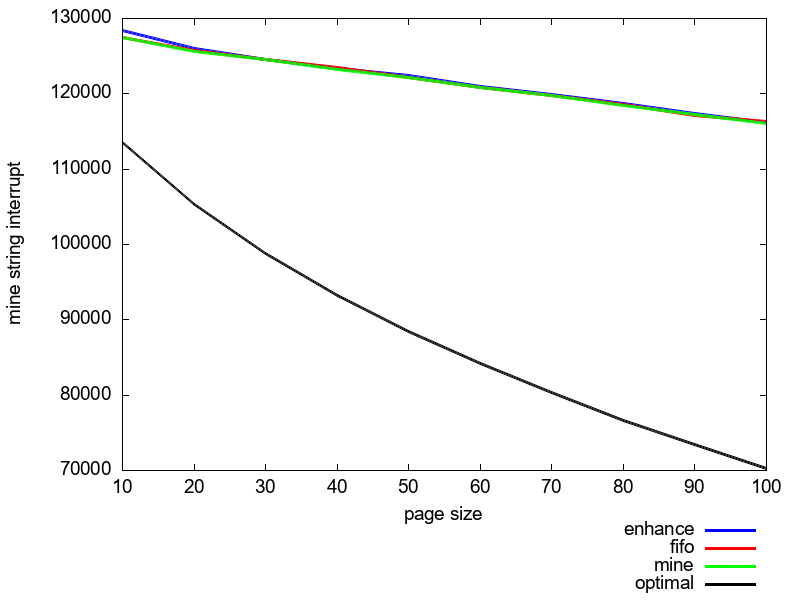 130000
120000
110000
100000
90000
80000
70000
mine string interrupt
10 20 30 40 50 60 70 80 90 100
page size
enhance
fifo
mine
optimal